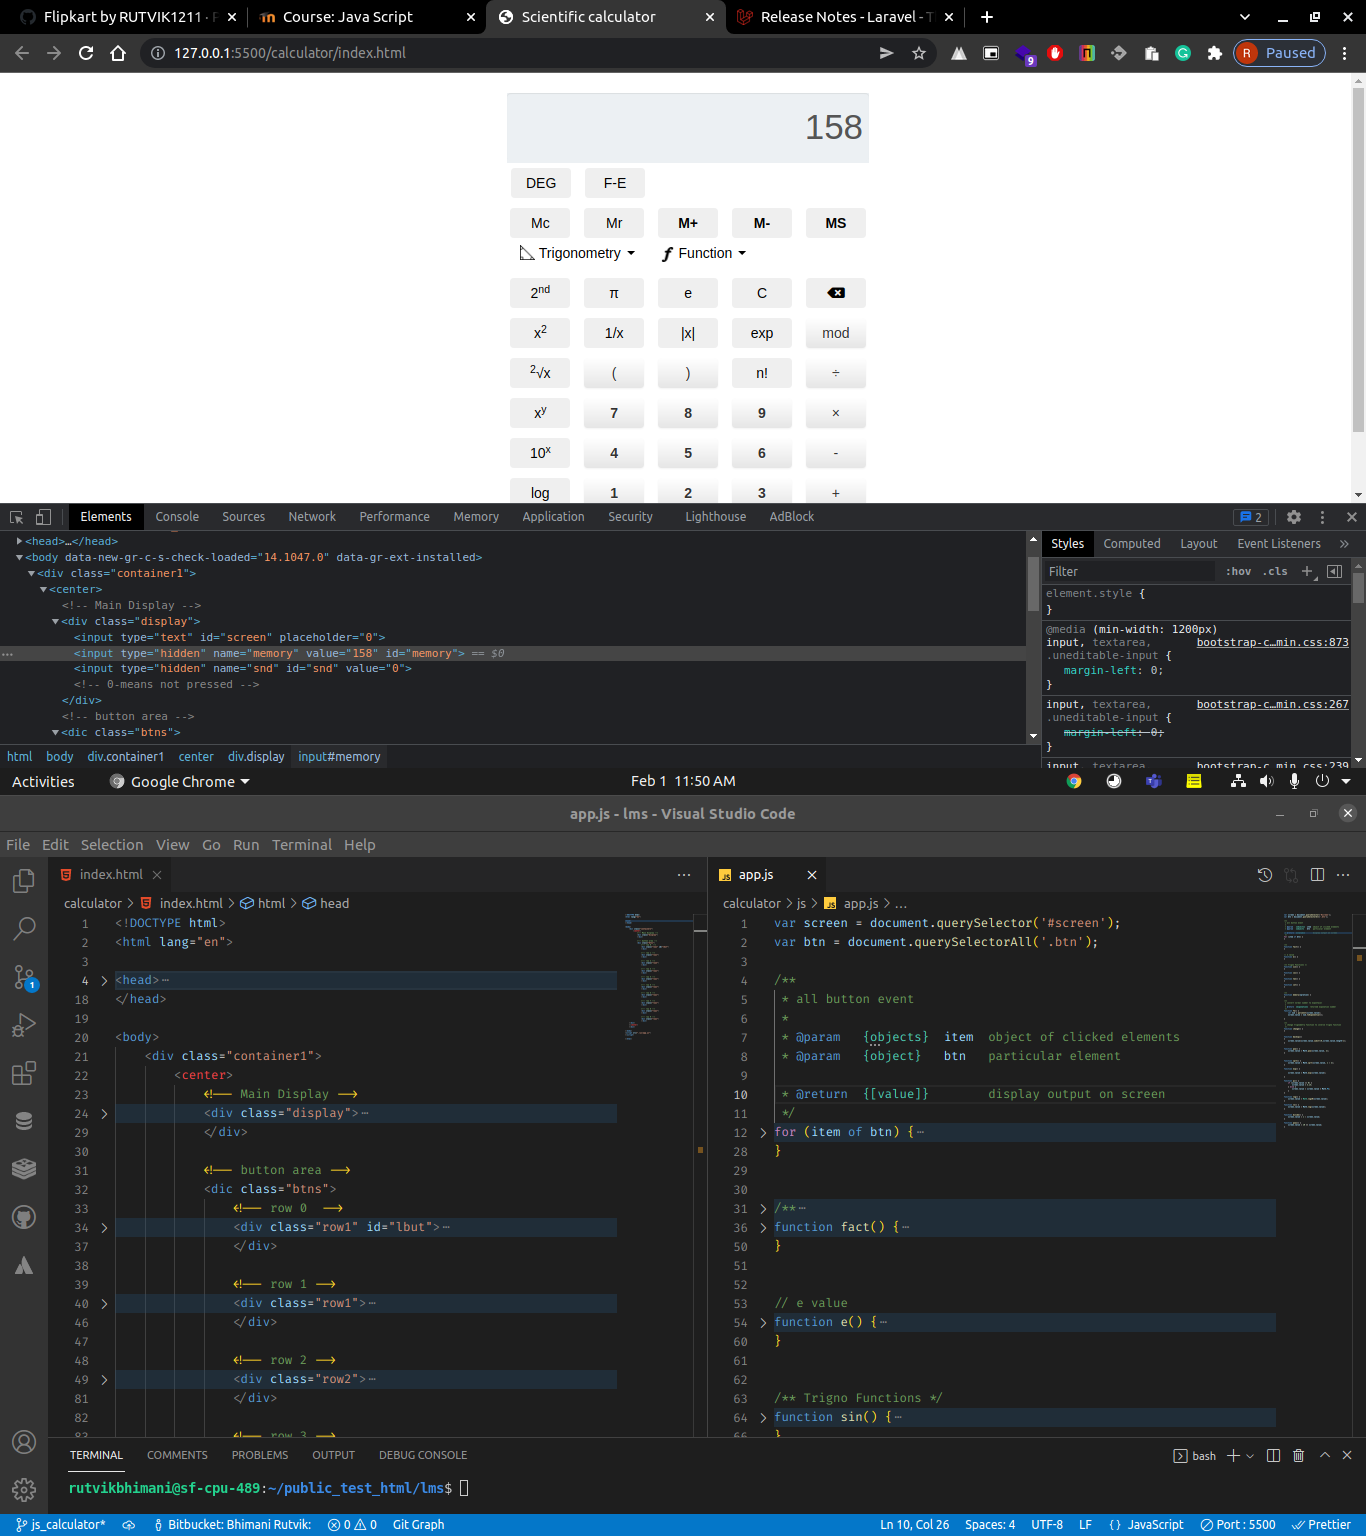 Flipkart by RUTVIK1211 · F
Course: Java Script
Scientific calculator
Release Notes - Laravel - T
127.0.0.1:5500/calculator/index.html
9
R Paused
158
DEG F-E
Mc Mr M+ M- MS
Trigonometry Function
2nd π e C
x2 1/x |x| exp mod
2√x ( ) n! ÷
xy 7 8 9 ×
10x 4 5 6 -
log 1 2 3 +
Elements Console Sources Network Performance Memory Application Security Lighthouse AdBlock 2
<head>…</head>
<body data-new-gr-c-s-check-loaded="14.1047.0" data-gr-ext-installed>
<div class="container1">
<center>
<!-- Main Display -->
<div class="display">
<input type="text" id="screen" placeholder="0">
<input type="hidden" name="memory" value="158" id="memory"> == $0
<input type="hidden" name="snd" id="snd" value="0">
<!-- 0-means not pressed -->
</div>
<!-- button area -->
<dic class="btns">
html body div.container1 center div.display input#memory
Styles Computed Layout Event Listeners »
Filter :hov .cls
element.style {
}
@media (min-width: 1200px)
input, textarea, bootstrap-c…min.css:873
.uneditable-input {
margin-left: 0;
}
input, textarea, bootstrap-c…min.css:267
.uneditable-input {
margin-left: 0;
}
input, textarea, bootstrap-c…min.css:239
Activities Google Chrome Feb 1 11:50 AM
app.js - lms - Visual Studio Code
File Edit Selection View Go Run Terminal Help
index.html
calculator > index.html > html > head
1 <!DOCTYPE html>
2 <html lang="en">
3
4 <head>…
18 </head>
19
20 <body>
21 <div class="container1">
22 <center>
23 <!-- Main Display -->
24 <div class="display">…
29 </div>
30
31 <!-- button area -->
32 <dic class="btns">
33 <!-- row 0 -->
34 <div class="row1" id="lbut">…
37 </div>
38
39 <!-- row 1 -->
40 <div class="row1">…
46 </div>
47
48 <!-- row 2 -->
49 <div class="row2">…
81 </div>
82
83 <!-- row 3 -->
JS app.js
calculator > js > JS app.js > …
1 var screen = document.querySelector('#screen');
2 var btn = document.querySelectorAll('.btn');
3
4 /**
5 * all button event
6 *
7 * @param {objects} item object of clicked elements
8 * @param {object} btn particular element
9
10 * @return {[value]} display output on screen
11 */
12 for (item of btn) {…
28 }
29
30
31 /**…
36 function fact() {…
50 }
51
52
53 // e value
54 function e() {…
60 }
61
62
63 /** Trigno Functions */
64 function sin() {…
66 }
1
TERMINAL COMMENTS PROBLEMS OUTPUT DEBUG CONSOLE bash
rutvikbhimani@sf-cpu-489:~/public_test_html/lms$
js_calculator* Bitbucket: Bhimani Rutvik: 0 0 Git Graph Ln 10, Col 26 Spaces: 4 UTF-8 LF {} JavaScript Port : 5500 Prettier